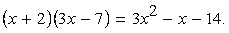 (x + 2)(3x − 7) = 3x² − x − 14.